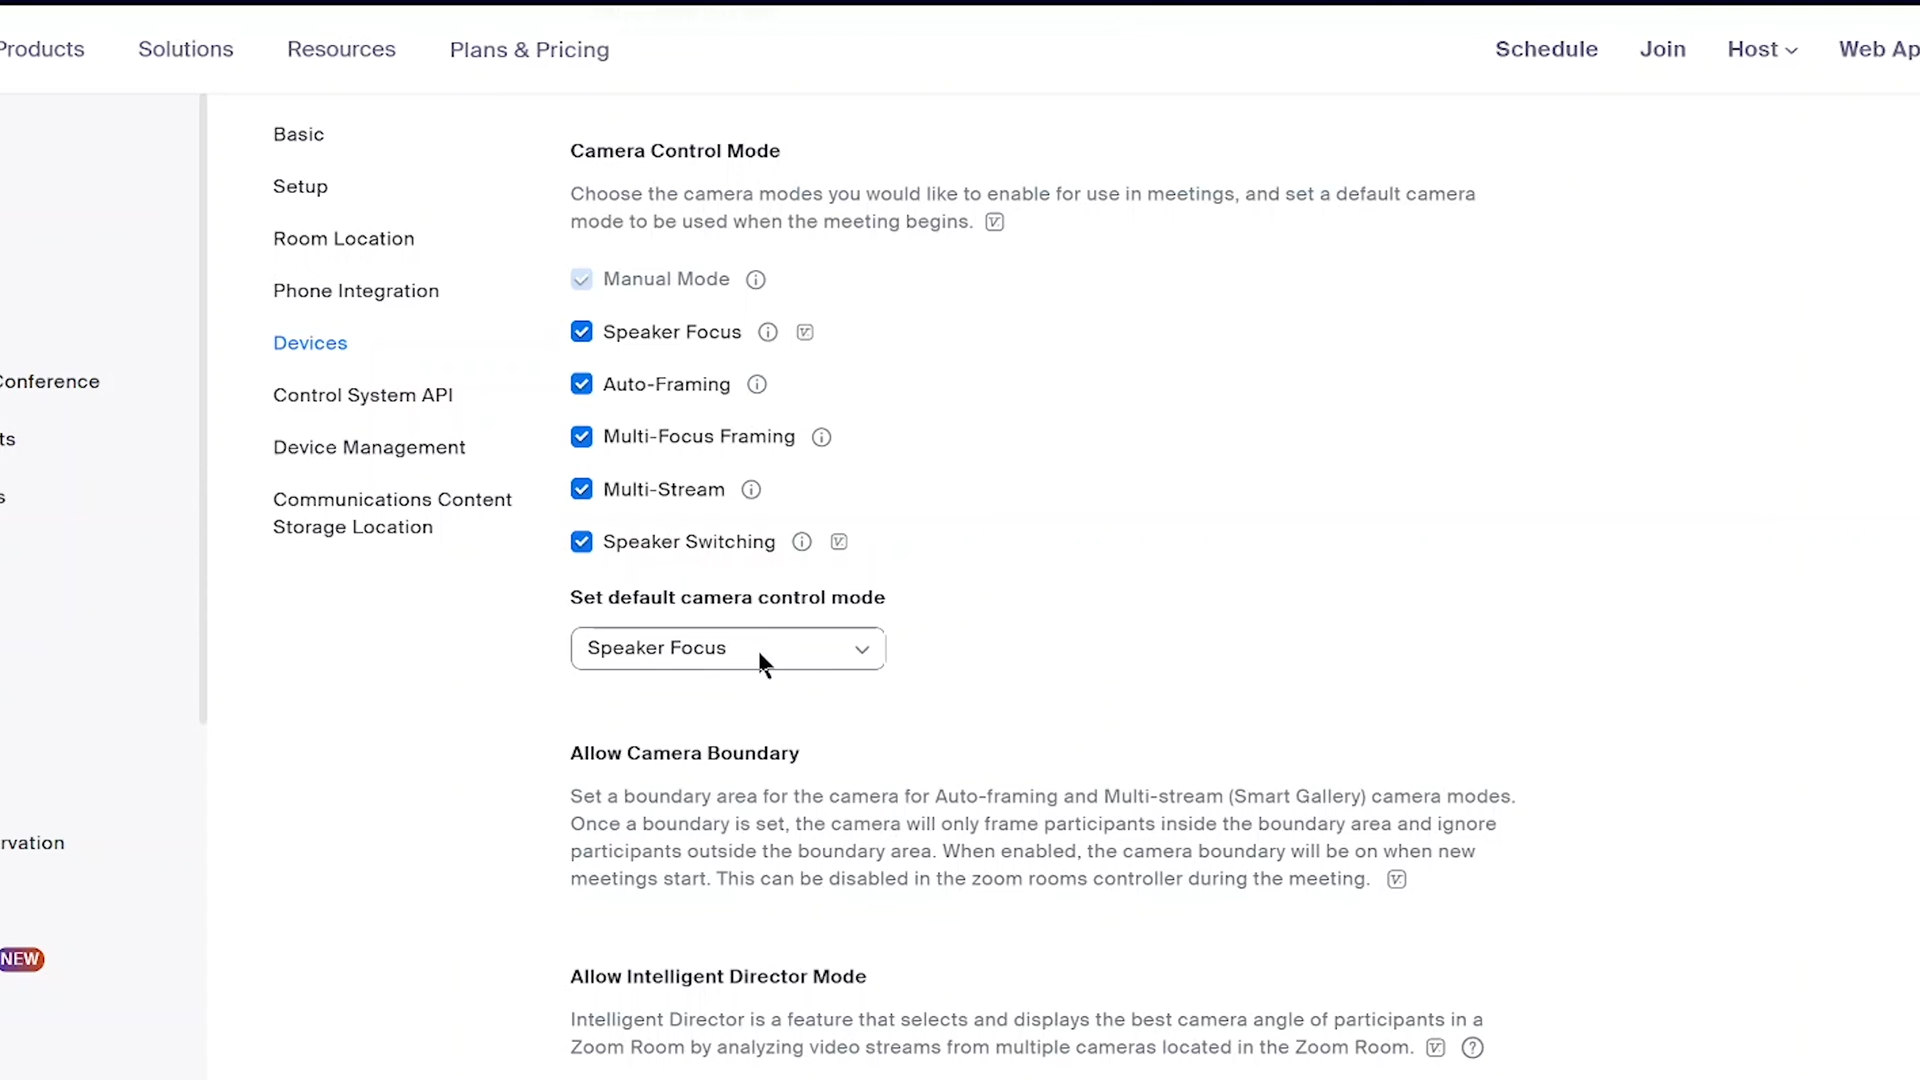 Products
Solutions
Resources
Plans & Pricing
Schedule
Join
Host
Web Ap
Conference
ts
s
rvation
NEW
Basic
Setup
Room Location
Phone Integration
Devices
Control System API
Device Management
Communications Content
Storage Location
Camera Control Mode
Choose the camera modes you would like to enable for use in meetings, and set a default camera
mode to be used when the meeting begins.
Manual Mode
Speaker Focus
Auto-Framing
Multi-Focus Framing
Multi-Stream
Speaker Switching
Set default camera control mode
Speaker Focus
Allow Camera Boundary
Set a boundary area for the camera for Auto-framing and Multi-stream (Smart Gallery) camera modes.
Once a boundary is set, the camera will only frame participants inside the boundary area and ignore
participants outside the boundary area. When enabled, the camera boundary will be on when new
meetings start. This can be disabled in the zoom rooms controller during the meeting.
Allow Intelligent Director Mode
Intelligent Director is a feature that selects and displays the best camera angle of participants in a
Zoom Room by analyzing video streams from multiple cameras located in the Zoom Room.